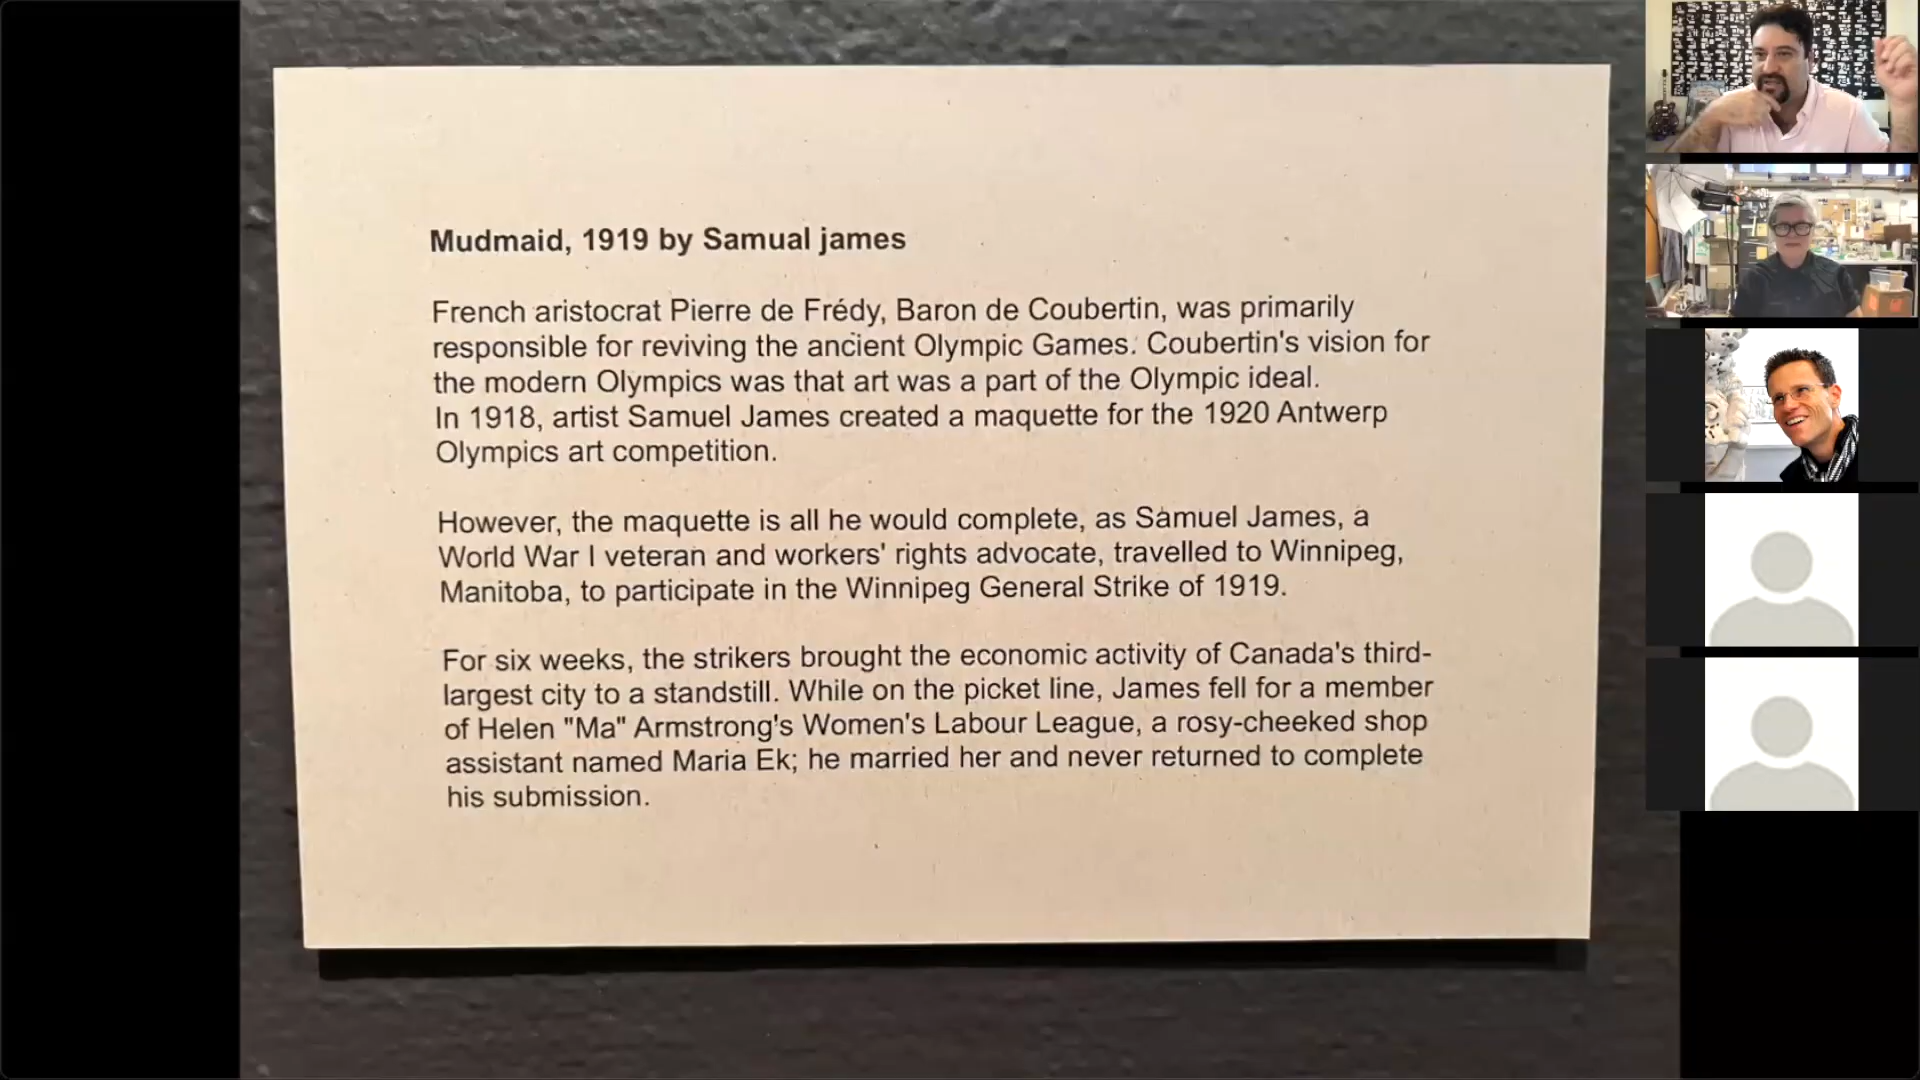 Mudmaid, 1919 by Samual james
French aristocrat Pierre de Frédy, Baron de Coubertin, was primarily
responsible for reviving the ancient Olympic Games. Coubertin's vision for
the modern Olympics was that art was a part of the Olympic ideal.
In 1918, artist Samuel James created a maquette for the 1920 Antwerp
Olympics art competition.
However, the maquette is all he would complete, as Samuel James, a
World War I veteran and workers' rights advocate, travelled to Winnipeg,
Manitoba, to participate in the Winnipeg General Strike of 1919.
For six weeks, the strikers brought the economic activity of Canada's third-
largest city to a standstill. While on the picket line, James fell for a member
of Helen "Ma" Armstrong's Women's Labour League, a rosy-cheeked shop
assistant named Maria Ek; he married her and never returned to complete
his submission.